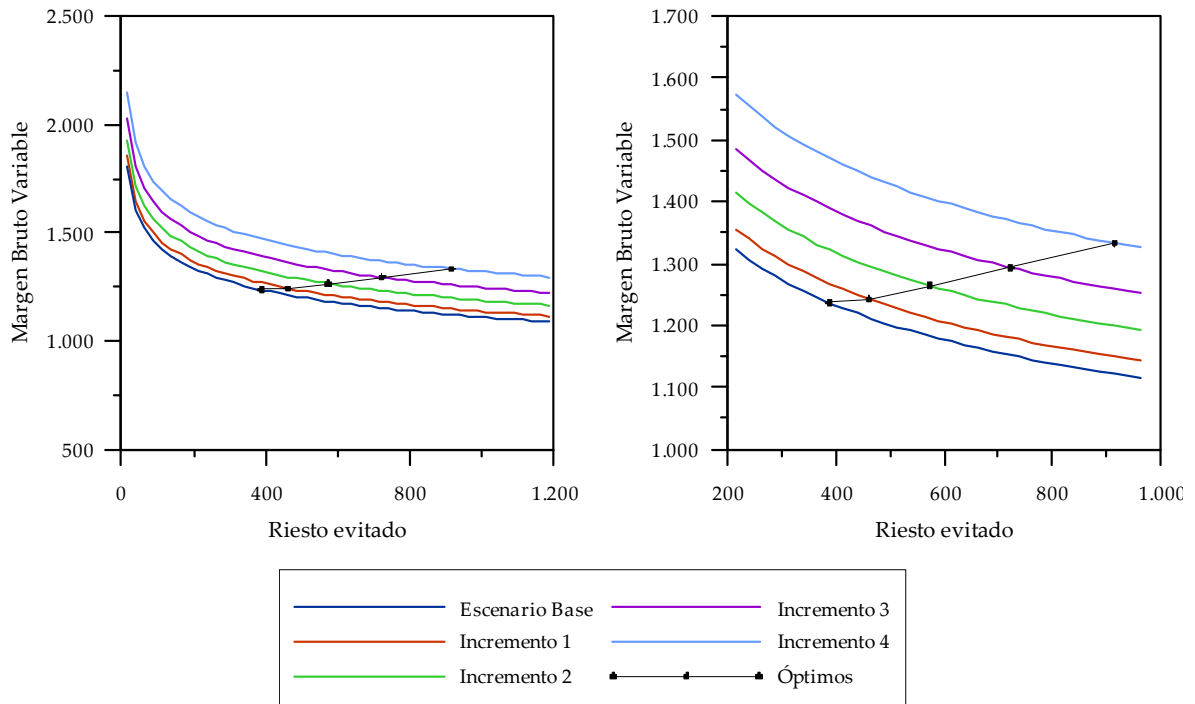 2.500
2.000
1.500
1.000
500
Margen Bruto Variable
0
400
800
1.200
Riesto evitado
1.700
1.600
1.500
1.400
1.300
1.200
1.100
1.000
Margen Bruto Variable
200
400
600
800
1.000
Riesto evitado
Escenario Base
Incremento 1
Incremento 2
Incremento 3
Incremento 4
Óptimos